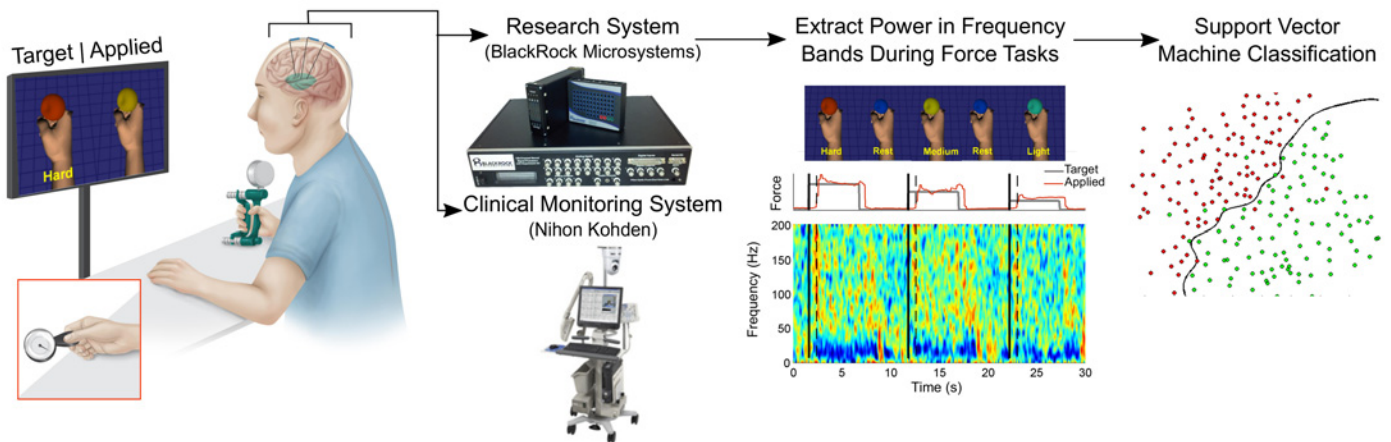 Target | Applied
Hard
Research System
(BlackRock Microsystems)
BLACKROCK
Clinical Monitoring System
(Nihon Kohden)
Extract Power in Frequency
Bands During Force Tasks
Hard Rest Medium Rest Light
Force
Target
Applied
Frequency (Hz)
200
150
100
50
0
0 5 10 15 20 25 30
Time (s)
Support Vector
Machine Classification